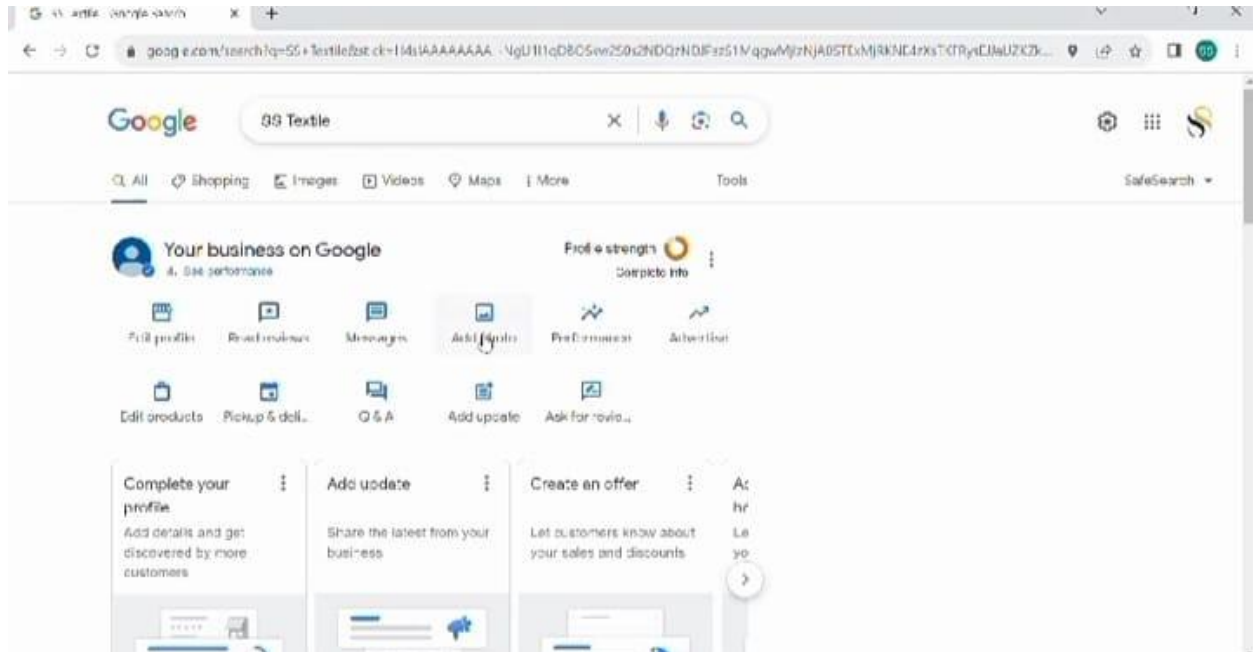 Google
SS Textile
All Shopping Images Videos Maps More Tools
SafeSearch
Your business on Google
Profile strength
See performance
Complete info
Edit profile Read reviews Messages Add photo Performance Advertise
Edit products Pickup & deli... Q & A Add update Ask for revie...
Complete your profile
Add update
Create an offer
Add details and get discovered by more customers
Share the latest from your business
Let customers know about your sales and discounts